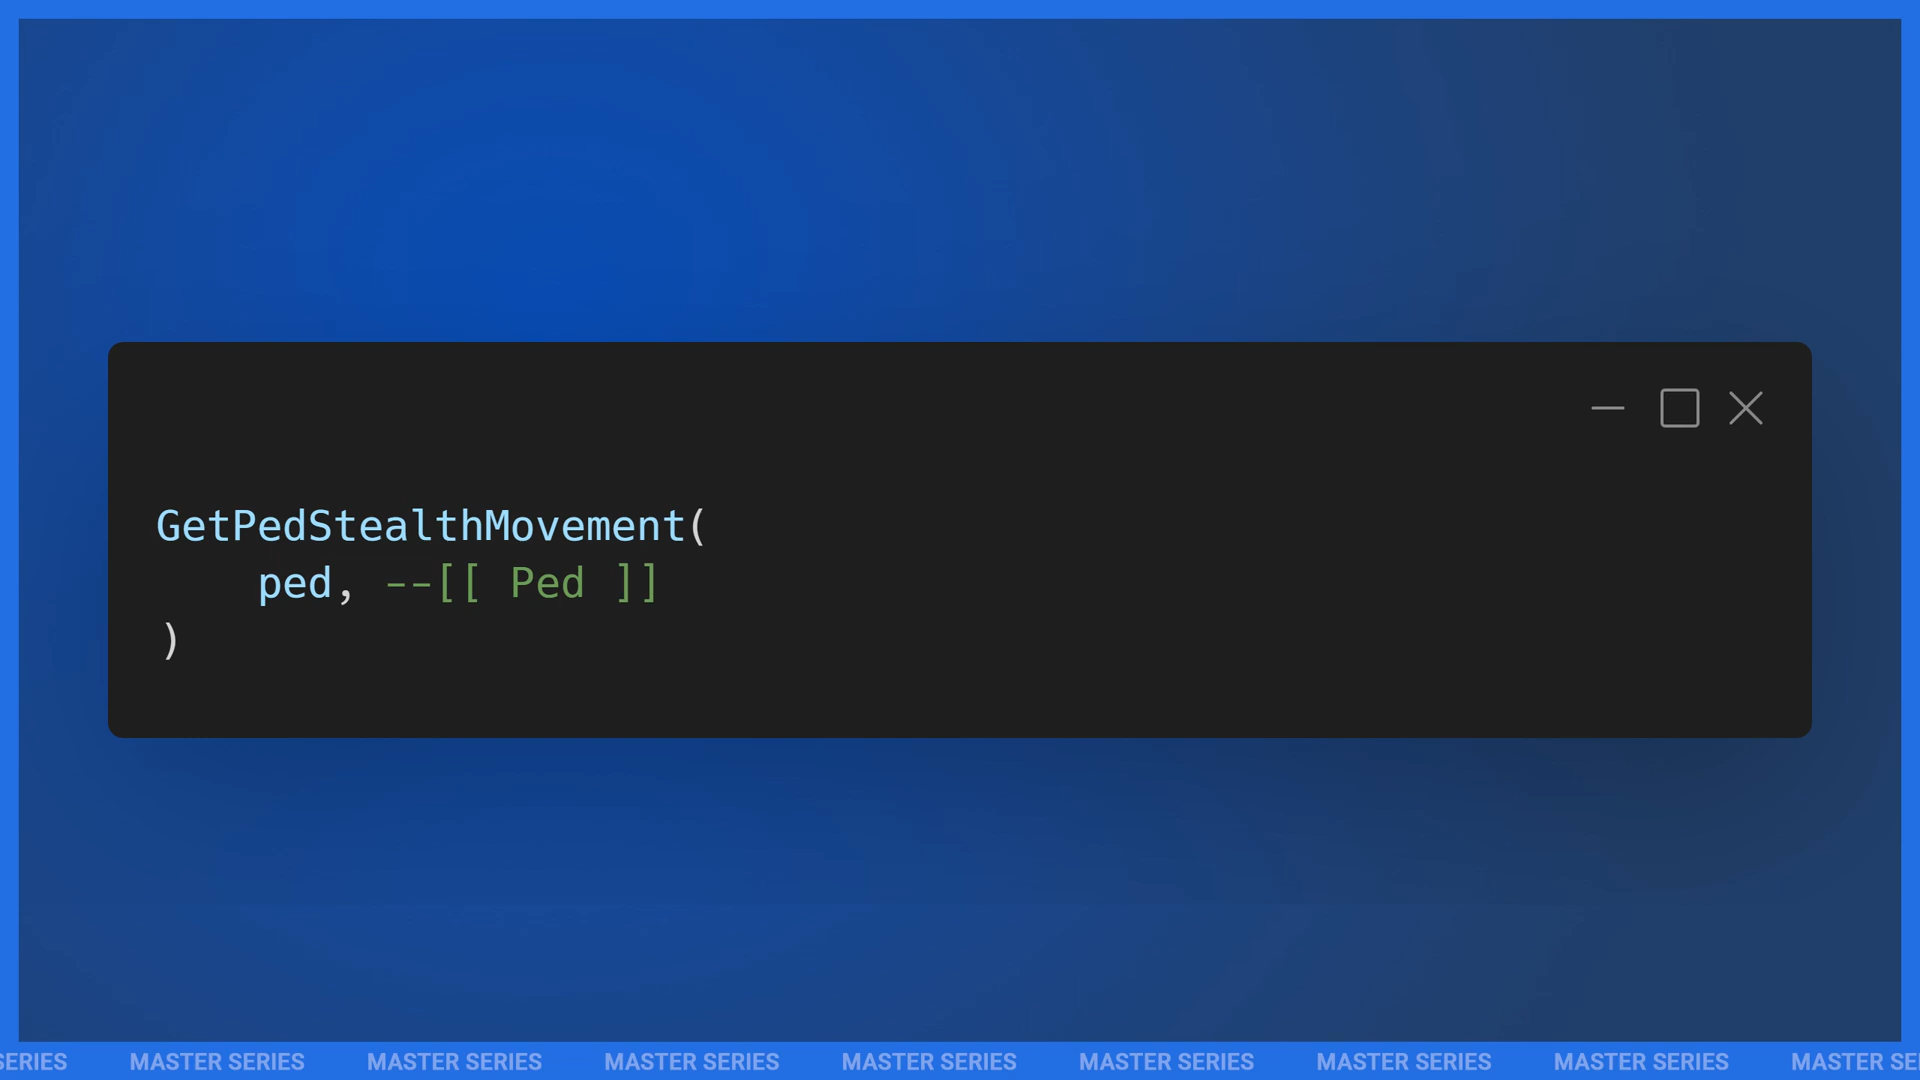 GetPedStealthMovement(
ped, --[[ Ped ]]
)
SERIES MASTER SERIES MASTER SERIES MASTER SERIES MASTER SERIES MASTER SERIES MASTER SERIES MASTER SERIES MASTER SE